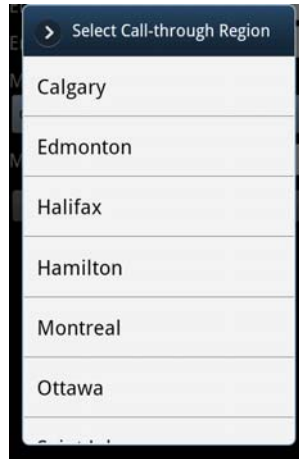 Select Call-through Region
Calgary
Edmonton
Halifax
Hamilton
Montreal
Ottawa